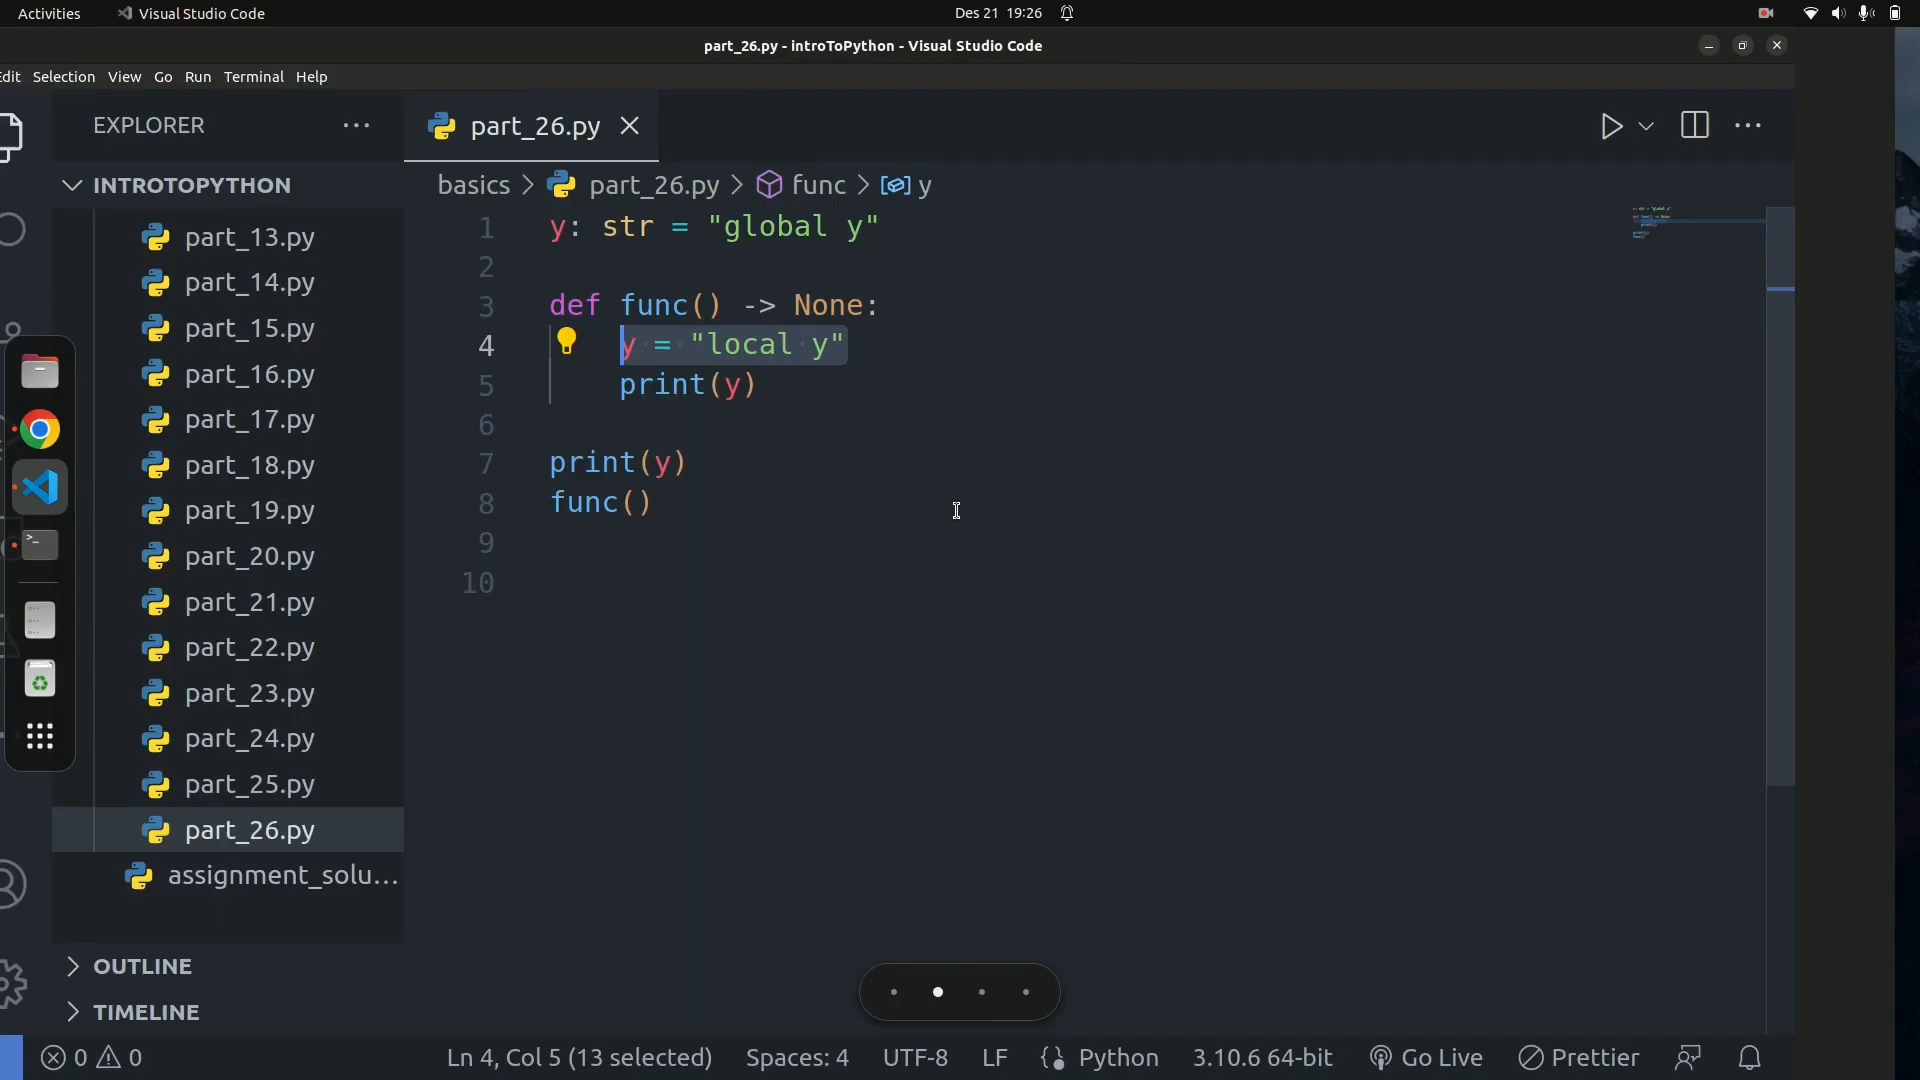 Activities
Visual Studio Code
Des 21 19:26
part_26.py - introToPython - Visual Studio Code
Edit Selection View Go Run Terminal Help
EXPLORER
part_26.py
INTROTOPYTHON
basics > part_26.py > func > y
part_13.py
part_14.py
part_15.py
part_16.py
part_17.py
part_18.py
part_19.py
part_20.py
part_21.py
part_22.py
part_23.py
part_24.py
part_25.py
part_26.py
assignment_solu...
OUTLINE
TIMELINE
1 y: str = "global y"
2
3 def func() -> None:
4 y = "local y"
5 print(y)
6
7 print(y)
8 func()
9
10
0 0
Ln 4, Col 5 (13 selected)
Spaces: 4
UTF-8
LF
Python
3.10.6 64-bit
Go Live
Prettier